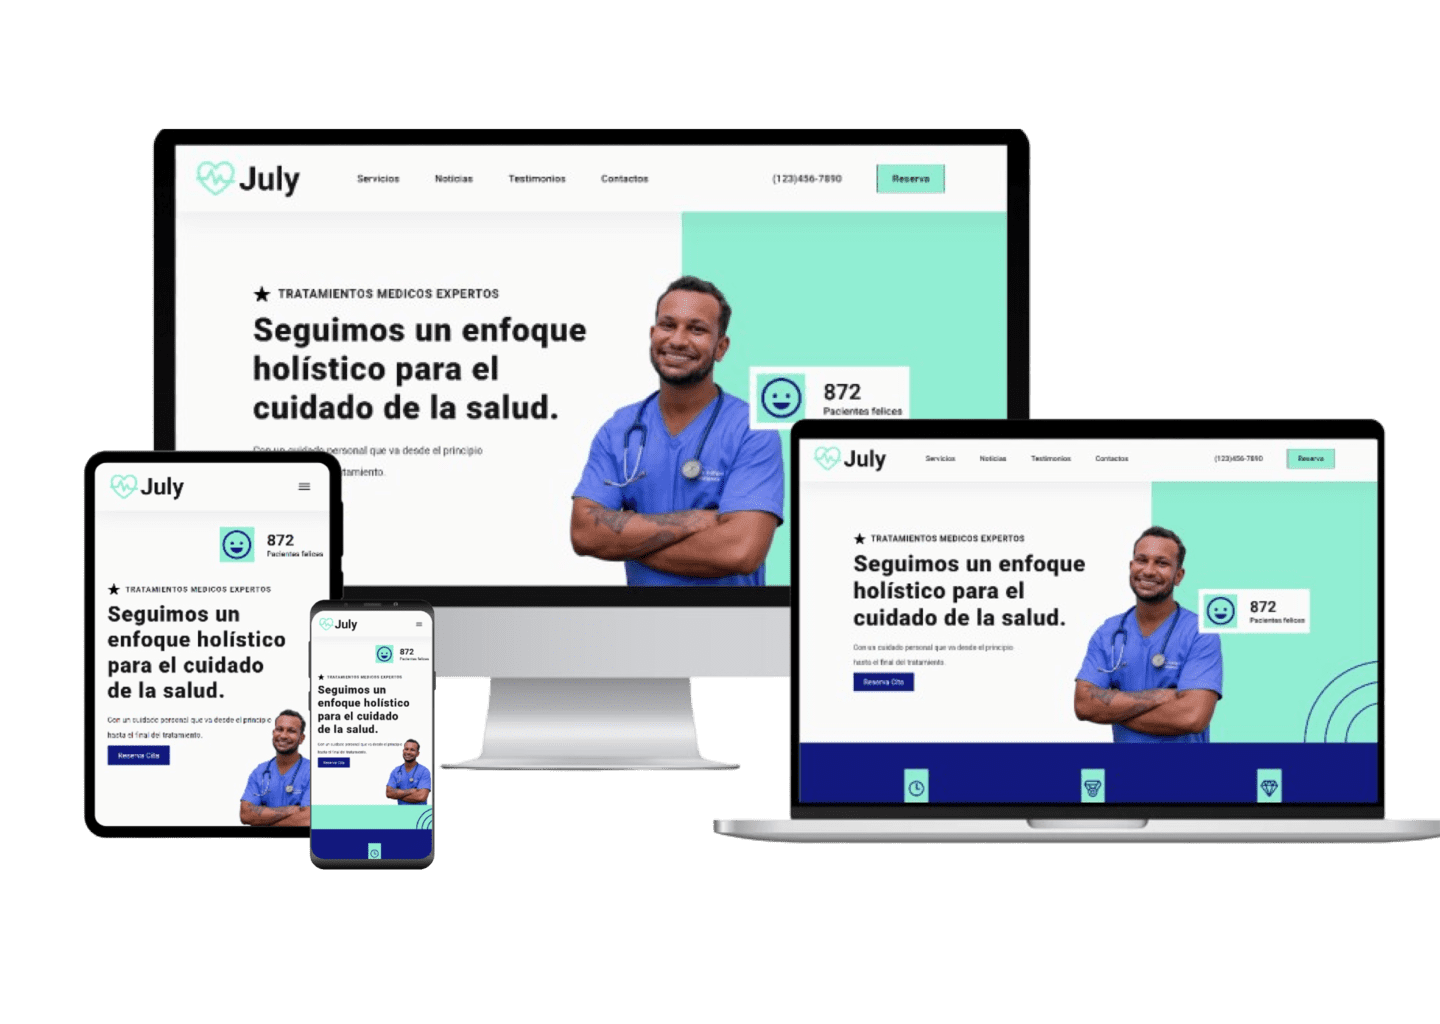 July
Servicios
Noticias
Testimonios
Contactos
(123)456-7890
Reserva
★ TRATAMIENTOS MEDICOS EXPERTOS
Seguimos un enfoque
holístico para el
cuidado de la salud.
Con un cuidado personal que va desde el principio
tamiento.
872
Pacientes felices
July
872
Pacientes felices
★ TRATAMIENTOS MEDICOS EXPERTOS
Seguimos un
enfoque holístico
para el cuidado
de la salud.
Con un cuidado personal que va desde el principio
hasta el final del tratamiento.
Reserva Cita
July
872
Pacientes felices
★ TRATAMIENTOS MEDICOS EXPERTOS
Seguimos un
enfoque holístico
para el cuidado
de la salud.
Con un cuidado personal que va desde el principio
hasta el final del tratamiento.
Reserva Cita
July
Servicios
Noticias
Testimonios
Contactos
(123)456-7890
Reserva
★ TRATAMIENTOS MEDICOS EXPERTOS
Seguimos un enfoque
holístico para el
cuidado de la salud.
Con un cuidado personal que va desde el principio
hasta el final del tratamiento.
Reserva Cita
872
Pacientes felices